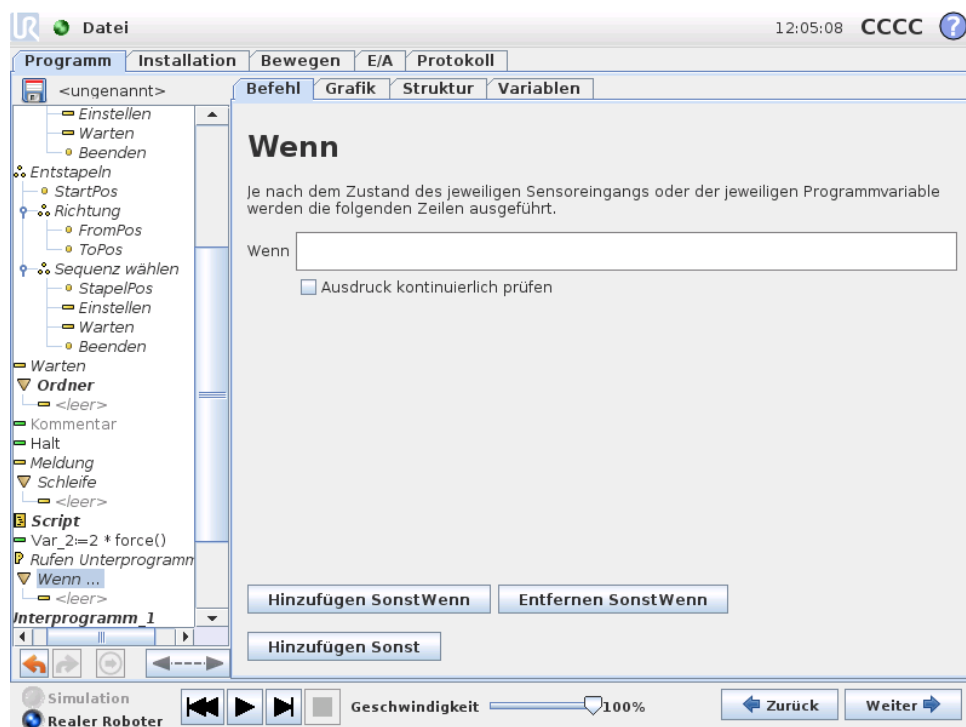 UR Datei 12:05:08 CCCC ?
Programm Installation Bewegen E/A Protokoll
<ungenannt> Befehl Grafik Struktur Variablen
Einstellen
Warten
Beenden
Entstapeln
StartPos
Richtung
FromPos
ToPos
Sequenz wählen
StapelPos
Einstellen
Warten
Beenden
Warten
Ordner
<leer>
Kommentar
Halt
Meldung
Schleife
<leer>
Script
Var_2:=2 * force()
P Rufen Unterprogramm
Wenn ...
<leer>
Interprogramm_1
Wenn
Je nach dem Zustand des jeweiligen Sensoreingangs oder der jeweiligen Programmvariable
werden die folgenden Zeilen ausgeführt.
Wenn
Ausdruck kontinuierlich prüfen
Hinzufügen SonstWenn Entfernen SonstWenn
Hinzufügen Sonst
Simulation
Realer Roboter
Geschwindigkeit 100% Zurück Weiter